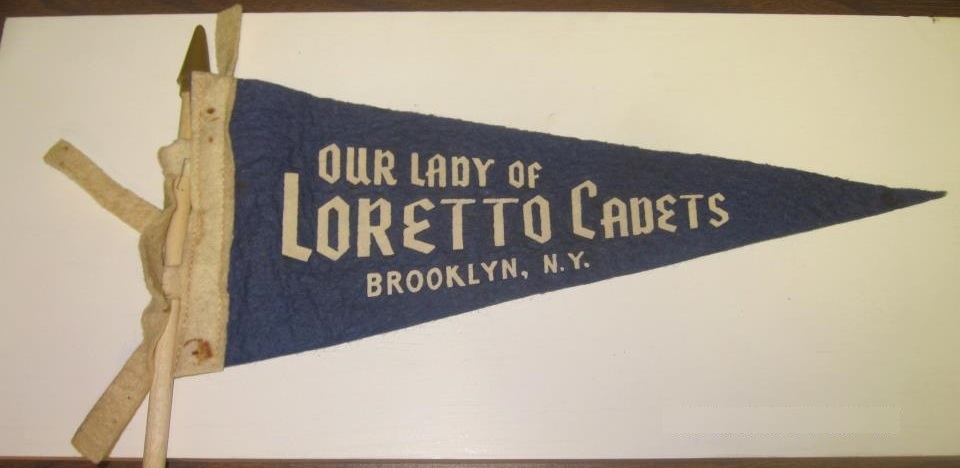 OUR LADY OF
LORETTO CADETS
BROOKLYN, N.Y.